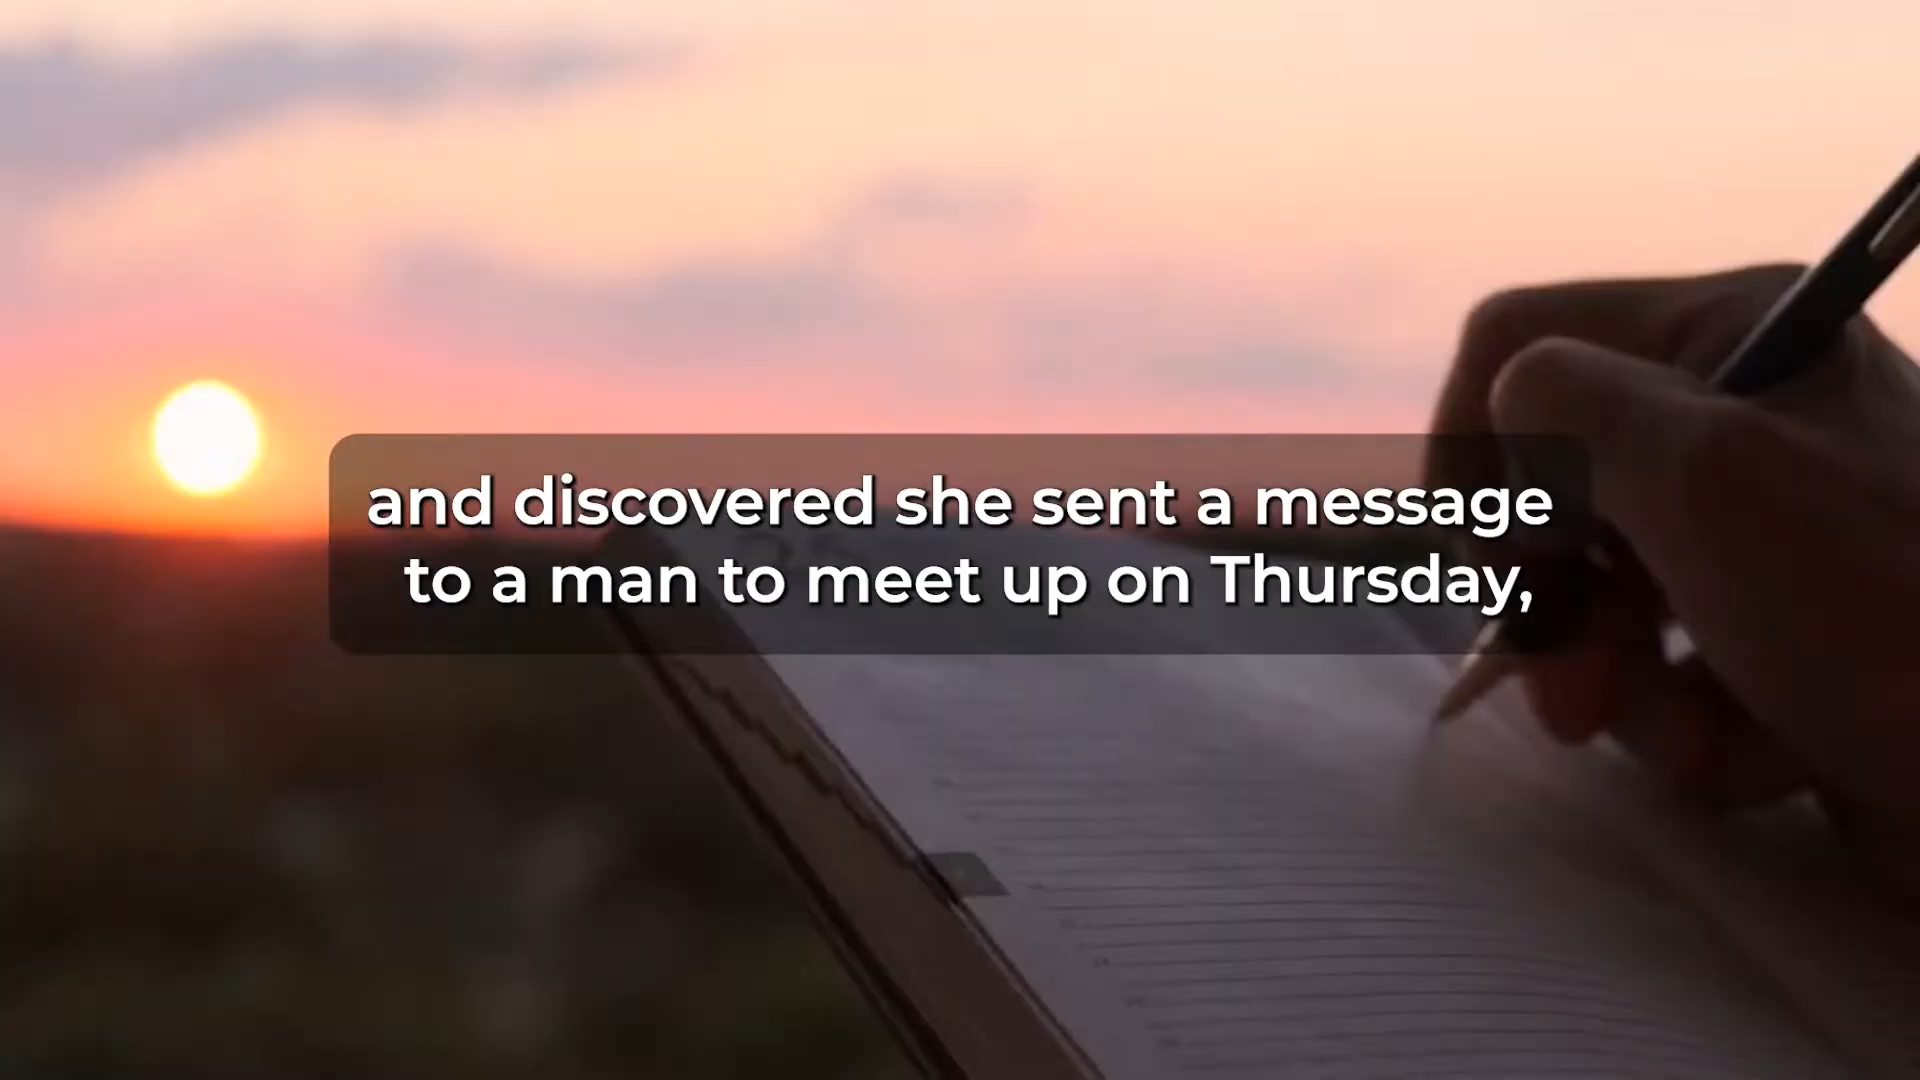 and discovered she sent a message
to a man to meet up on Thursday,